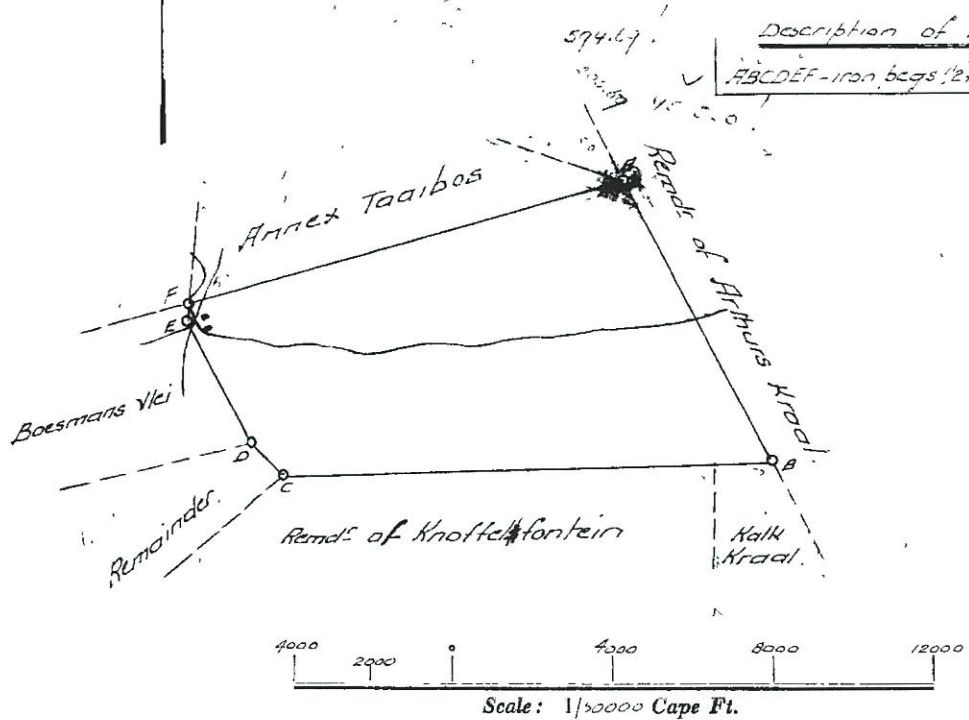 594.69.
Description of
ABCDEF-iron pegs
Annex Taaibos
Remdr. of Arthurs Kraal.
F
E
Boesmans Vlei
D
C
B
Remainder.
Remdr. of Knoffelfontein
Kalk
Kraal.
4000 2000 0 4000 8000 12000
Scale: 1/50000 Cape Ft.